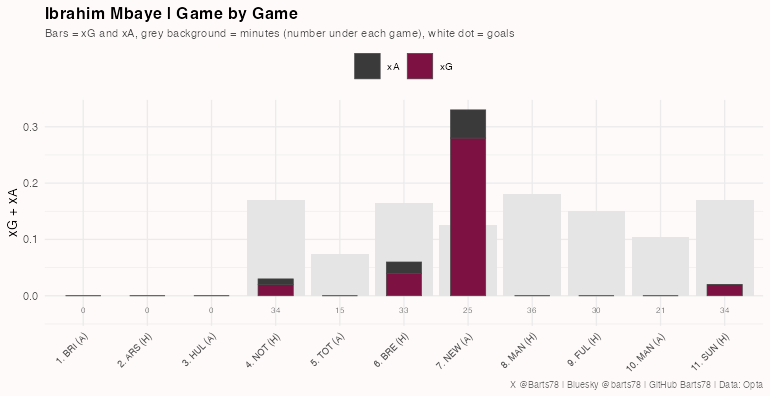 Ibrahim Mbaye | Game by Game
Bars = xG and xA, grey background = minutes (number under each game), white dot = goals
xA xG
xG + xA
0.3
0.2
0.1
0.0
0 0 0 34 15 33 25 36 30 21 34
1. BRI (A) 2. ARS (H) 3. HUL (A) 4. NOT (H) 5. TOT (A) 6. BRE (H) 7. NEW (A) 8. MAN (H) 9. FUL (H) 10. MAN (A) 11. SUN (H)
X @Barts78 | Bluesky @barts78 | GitHub Barts78 | Data: Opta